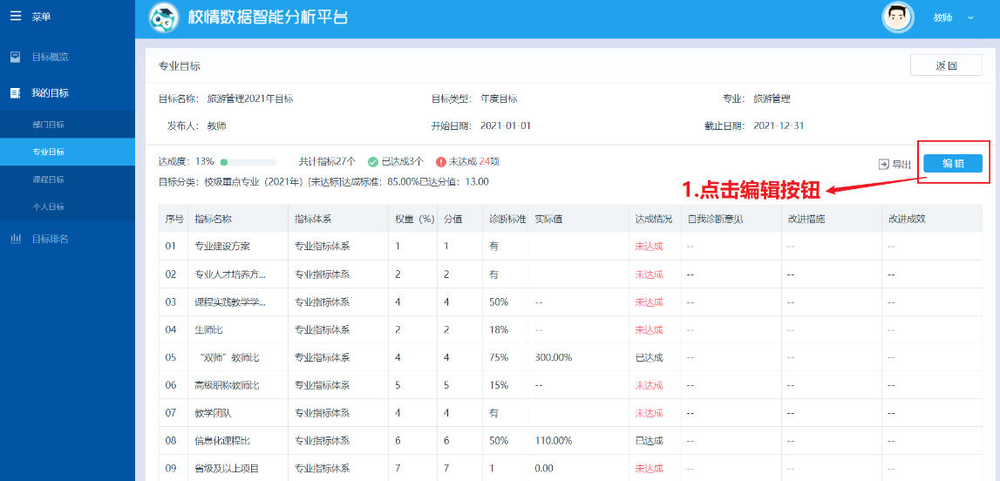 菜单
校情数据智能分析平台
教师
目标概览
我的目标
部门目标
专业目标
课程目标
个人目标
目标排名
专业目标
返回
目标名称： 旅游管理2021年目标 目标类型： 年度目标 专业： 旅游管理
发布人： 教师 开始日期： 2021-01-01 截止日期： 2021-12-31
达成度：13% 共计指标27个 已达成3个 未达成 24项 导出 编辑
目标分类：校级重点专业（2021年）[未达标]达成标准：85.00%已达分值：13.00
1.点击编辑按钮
序号 指标名称 指标体系 权重（%） 分值 诊断标准 实际值 达成情况 自我诊断意见 改进措施 改进成效
01 专业建设方案 专业指标体系 1 1 有 未达成 -- -- --
02 专业人才培养方... 专业指标体系 2 2 有 未达成 -- -- --
03 课程实践教学学... 专业指标体系 4 4 50% -- 未达成 -- -- --
04 生师比 专业指标体系 2 2 18% -- 未达成 -- -- --
05 “双师”教师比 专业指标体系 4 4 75% 300.00% 已达成 -- -- --
06 高级职称教师比 专业指标体系 5 5 15% -- 未达成 -- -- --
07 教学团队 专业指标体系 4 4 有 未达成 -- -- --
08 信息化课程比 专业指标体系 6 6 50% 110.00% 已达成 -- -- --
09 省级及以上项目 专业指标体系 7 7 1 0.00 未达成 -- -- --